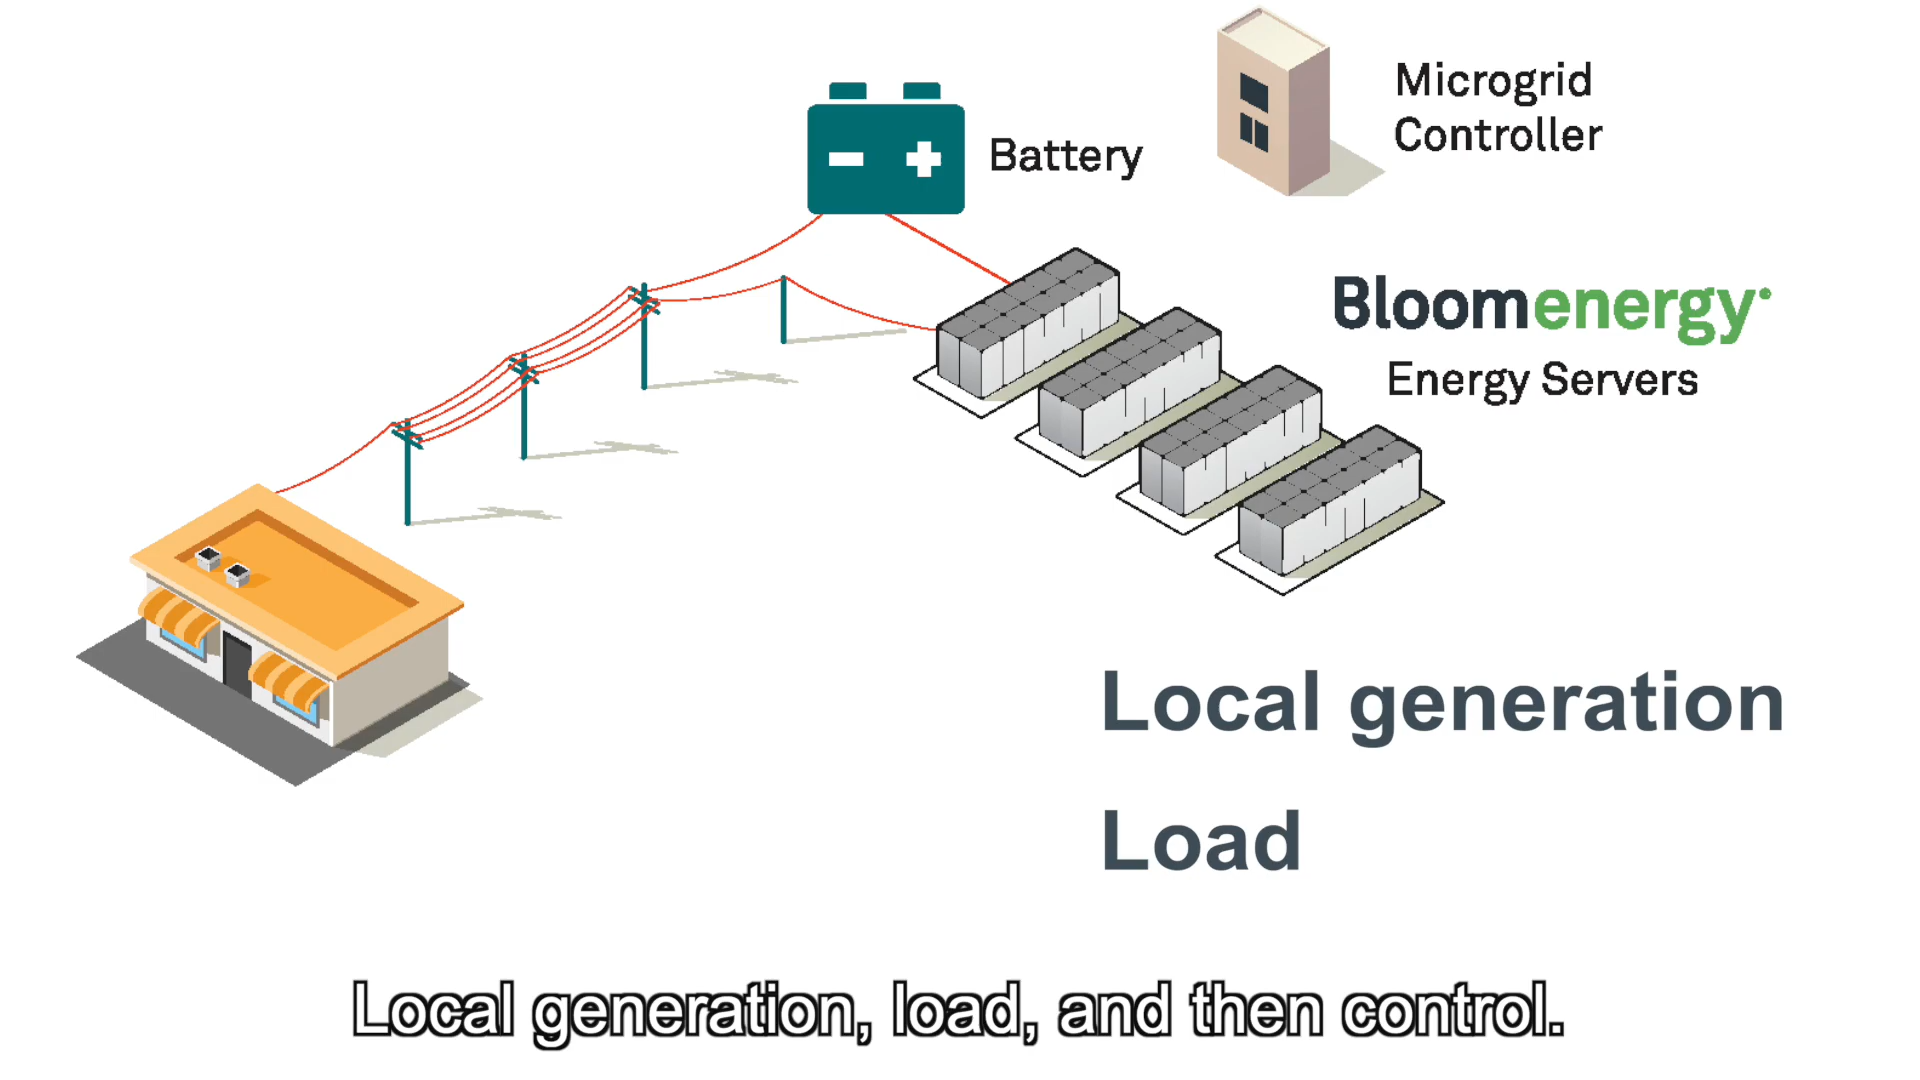 Microgrid
Controller
Battery
Bloomenergy
Energy Servers
Local generation
Load
Local generation, load, and then control.